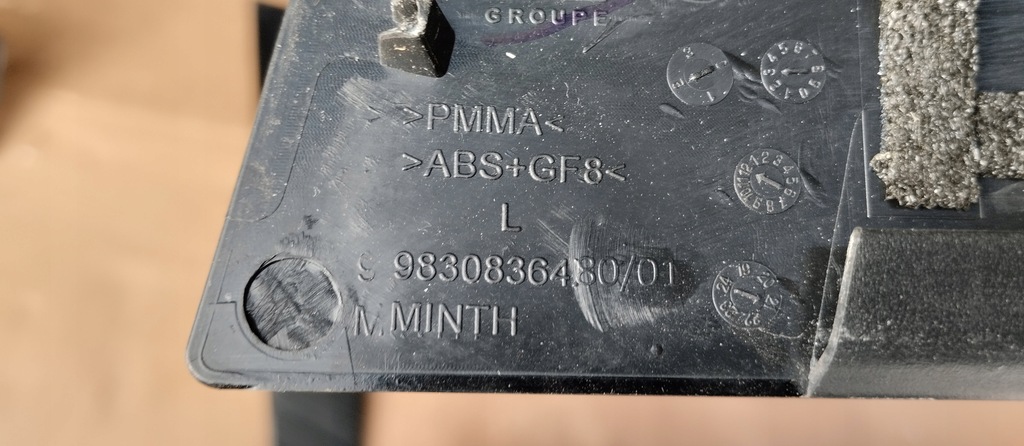 GROUPE
>PMMA<
>ABS+GF8<
L
9830836480/01
MINTH